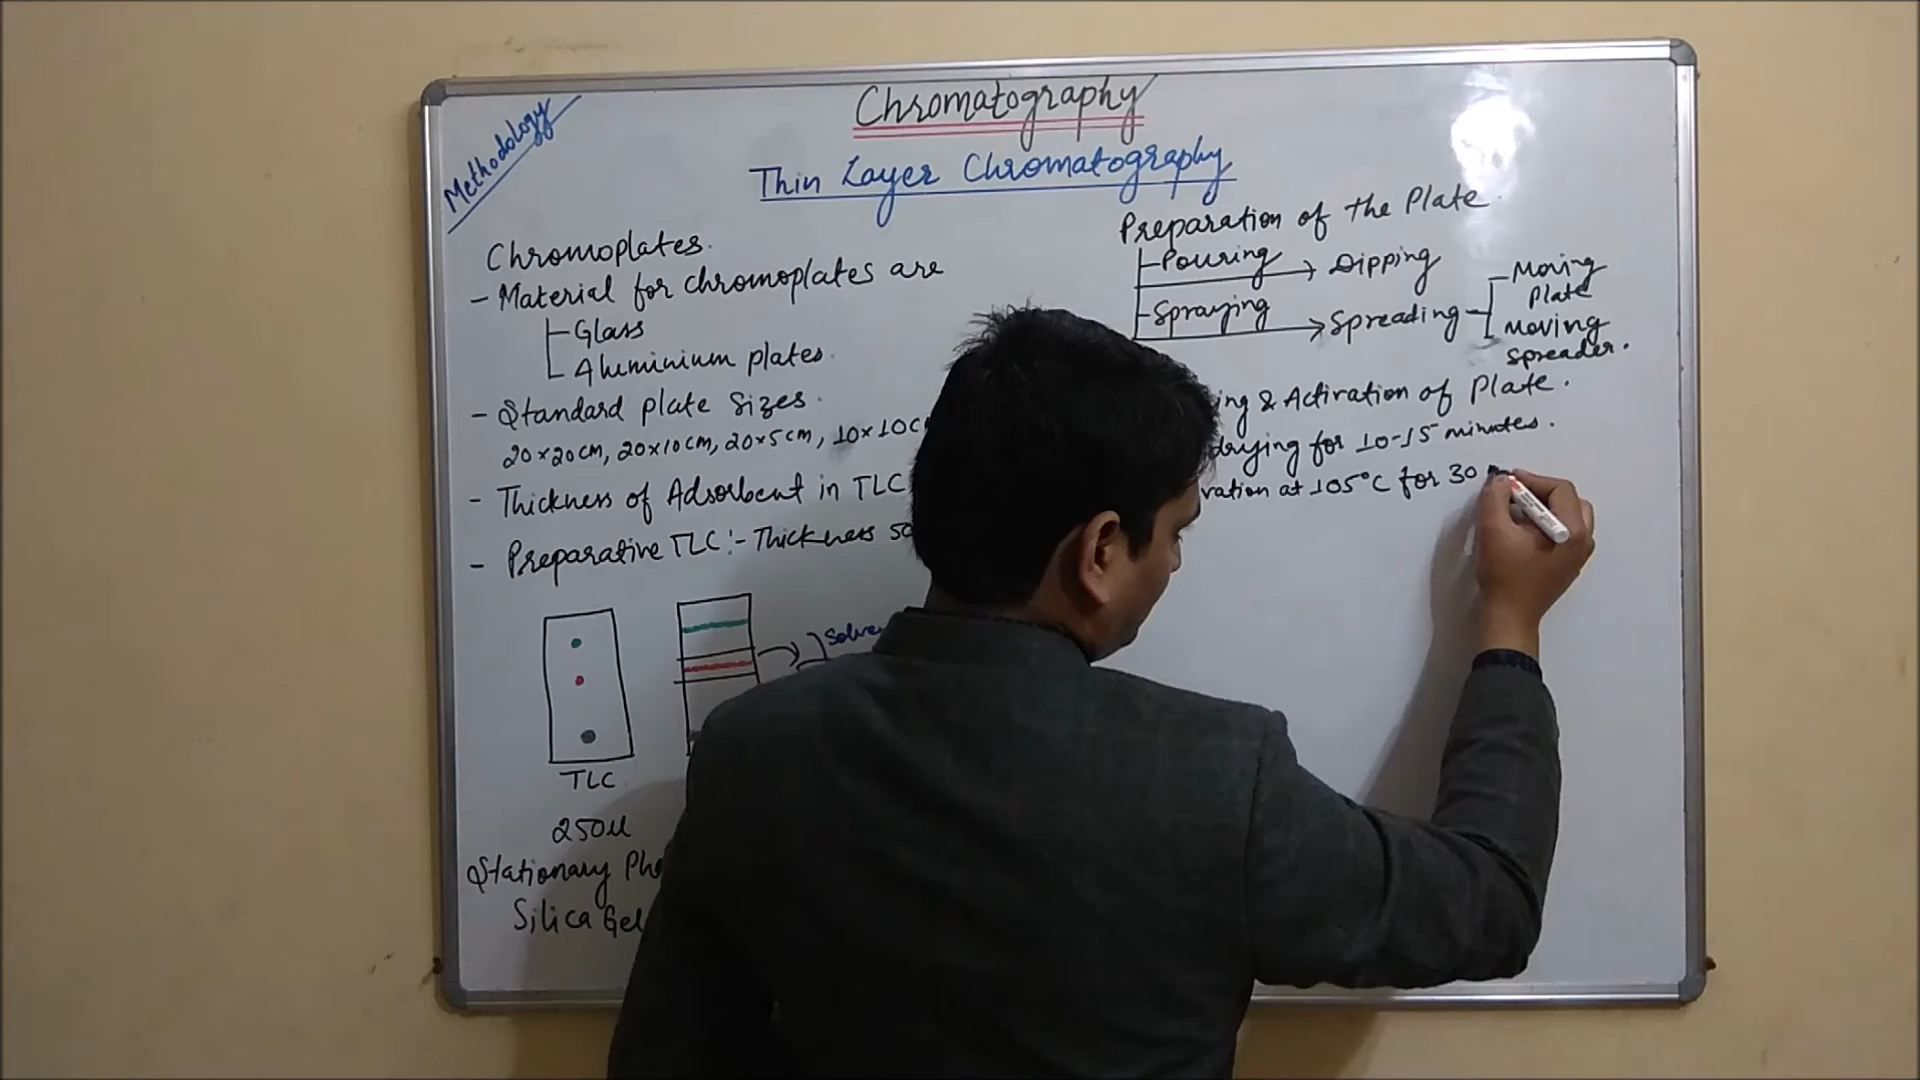 Methodology
Chromatography
Thin Layer Chromatography
Chromoplates.
- Material for chromoplates are
Glass
Aluminium plates.
- Standard plate sizes.
20×20cm, 20×10cm, 20×5cm, 10×10c
- Thickness of Adsorbent in TLC
- Preparative TLC:- Thickness 50
Solve
TLC
250µ
Stationary Pha
Silica Gel
Preparation of the Plate.
Pouring → Dipping
Spraying → Spreading
Moving
Plate
Moving
Spreader.
ing & Activation of Plate.
drying for 10-15 minutes.
vation at 105°C for 30